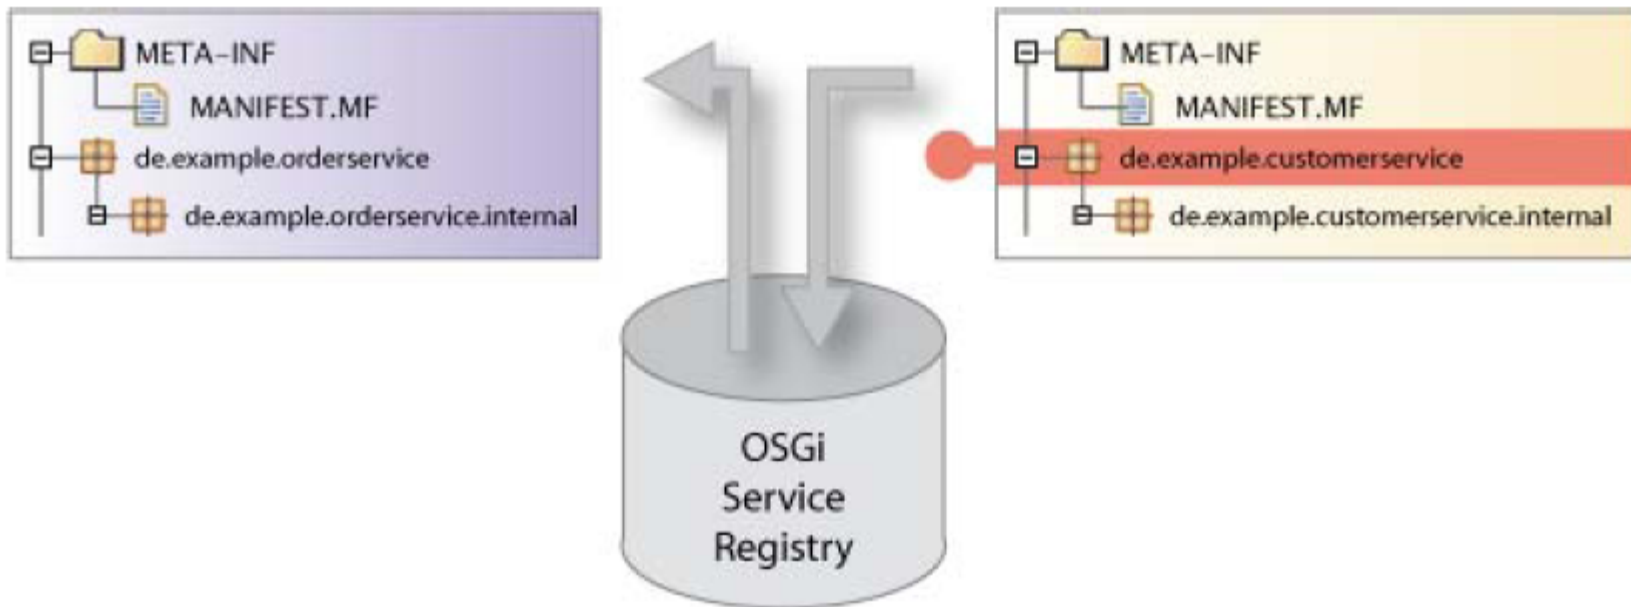 META-INF
MANIFEST.MF
de.example.orderservice
de.example.orderservice.internal
META-INF
MANIFEST.MF
de.example.customerservice
de.example.customerservice.internal
OSGi
Service
Registry